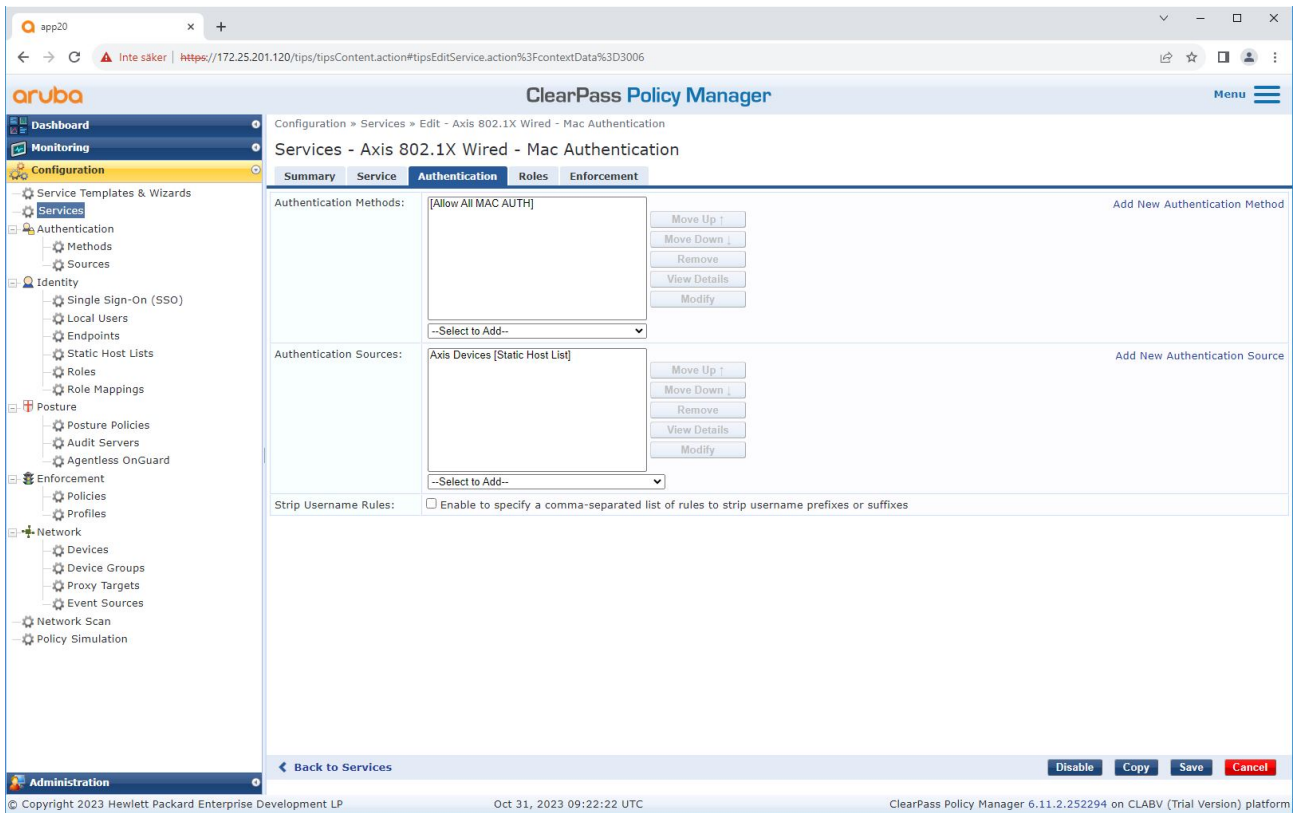 app20
Inte säker | https://172.25.201.120/tips/tipsContent.action#tipsEditService.action%3FcontextData%3D3006
aruba
ClearPass Policy Manager
Menu
Dashboard
Monitoring
Configuration
Service Templates & Wizards
Services
Authentication
Methods
Sources
Identity
Single Sign-On (SSO)
Local Users
Endpoints
Static Host Lists
Roles
Role Mappings
Posture
Posture Policies
Audit Servers
Agentless OnGuard
Enforcement
Policies
Profiles
Network
Devices
Device Groups
Proxy Targets
Event Sources
Network Scan
Policy Simulation
Administration
Configuration » Services » Edit - Axis 802.1X Wired - Mac Authentication
Services - Axis 802.1X Wired - Mac Authentication
Summary Service Authentication Roles Enforcement
Authentication Methods:
[Allow All MAC AUTH]
Move Up ↑
Move Down ↓
Remove
View Details
Modify
--Select to Add--
Add New Authentication Method
Authentication Sources:
Axis Devices [Static Host List]
Move Up ↑
Move Down ↓
Remove
View Details
Modify
--Select to Add--
Add New Authentication Source
Strip Username Rules: Enable to specify a comma-separated list of rules to strip username prefixes or suffixes
Back to Services
Disable Copy Save Cancel
© Copyright 2023 Hewlett Packard Enterprise Development LP Oct 31, 2023 09:22:22 UTC ClearPass Policy Manager 6.11.2.252294 on CLABV (Trial Version) platform